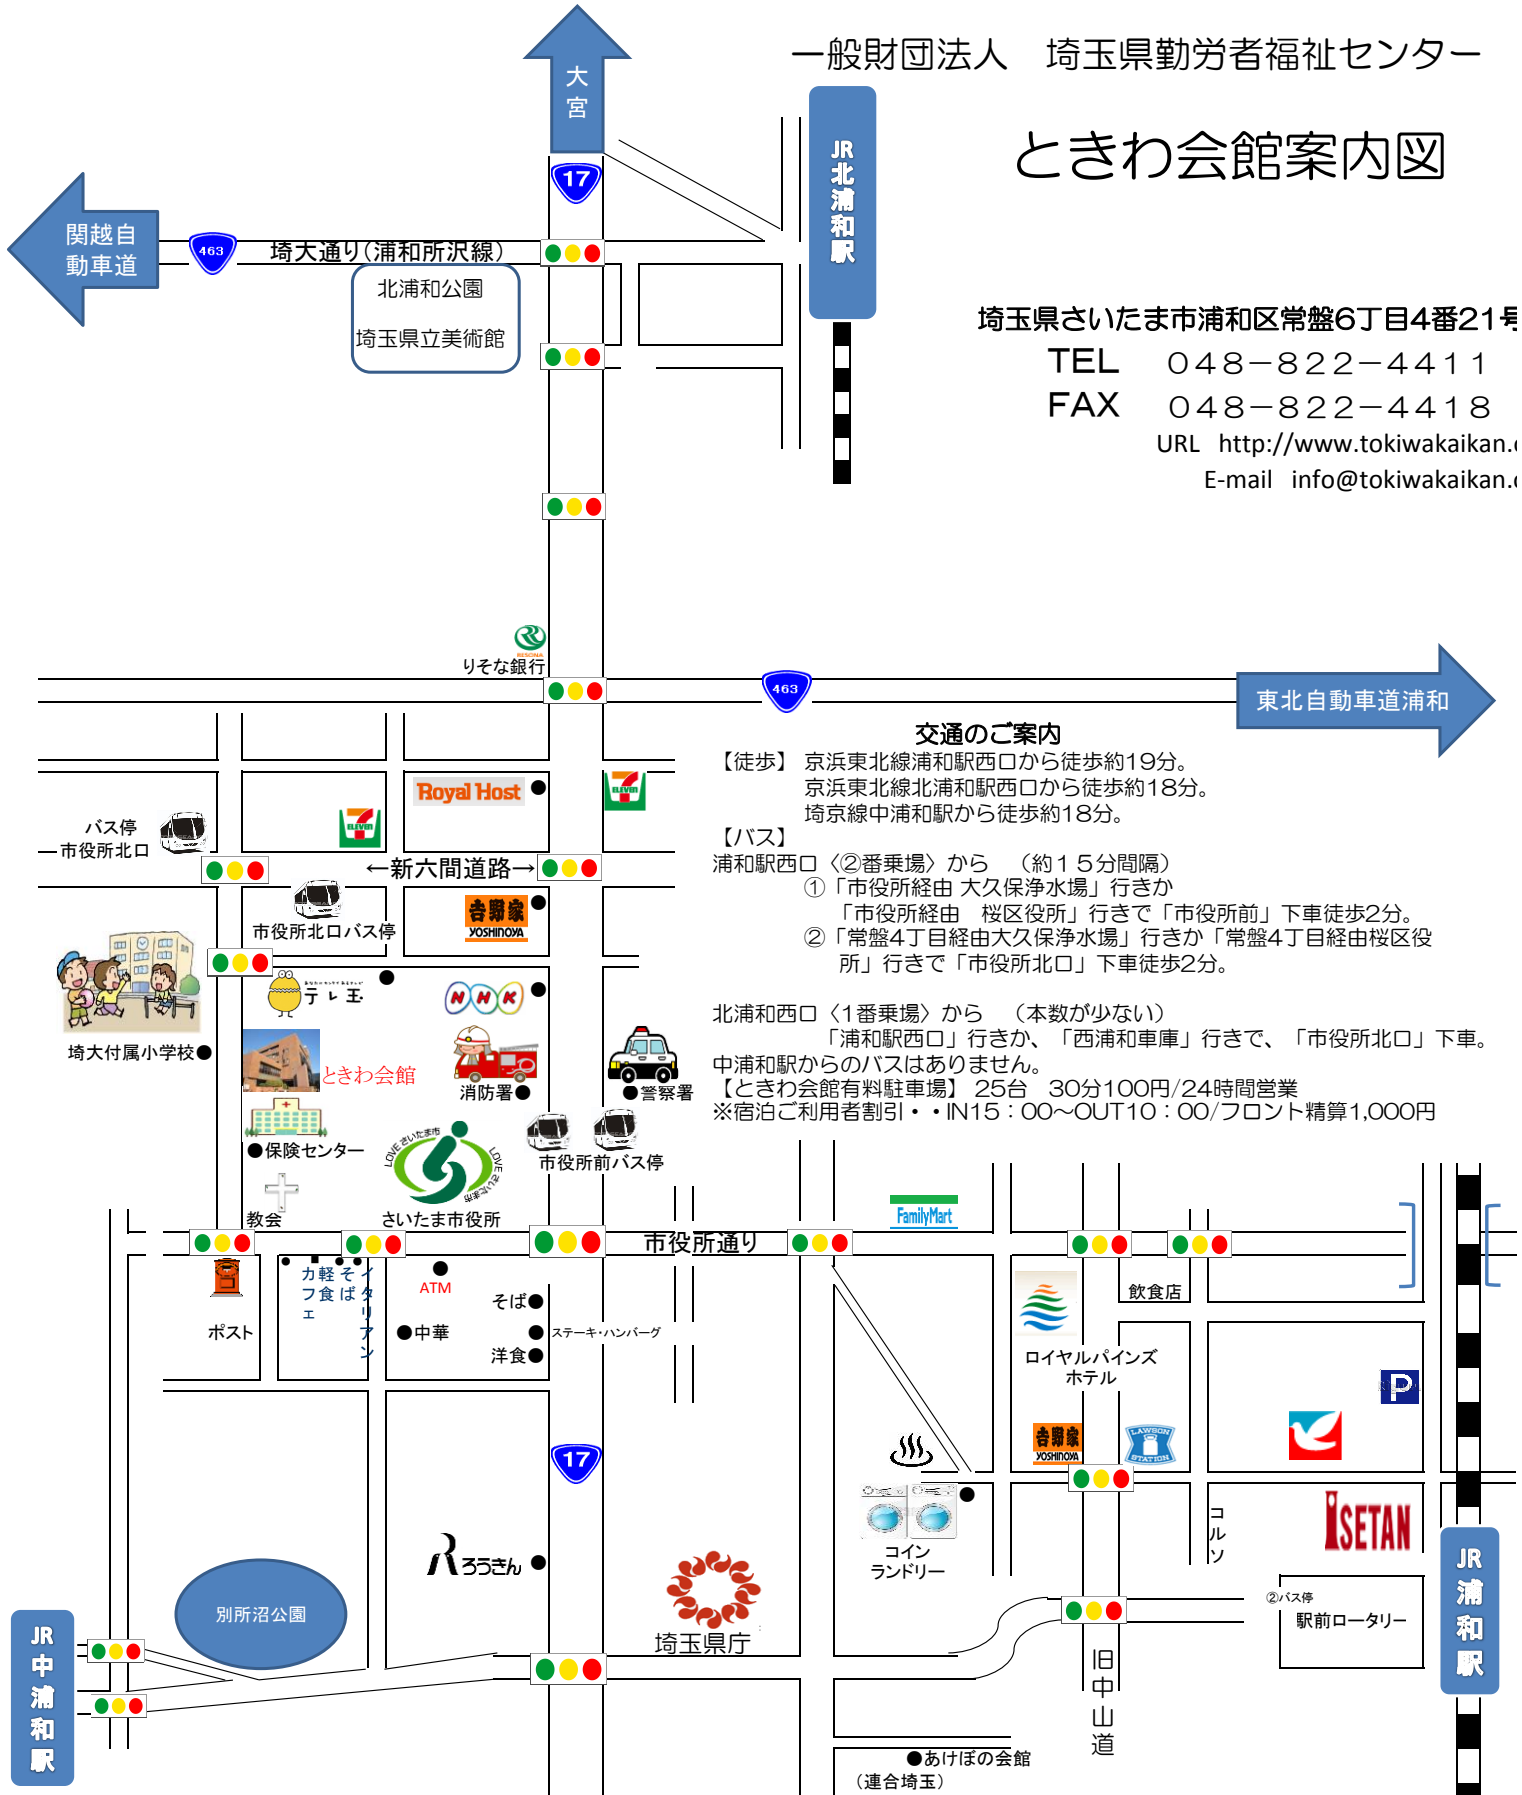 一般財団法人　埼玉県勤労者福祉センター
ときわ会館案内図
大宮
JR北浦和駅
17
関越自動車道
463
埼大通り(浦和所沢線)
北浦和公園
埼玉県立美術館
埼玉県さいたま市浦和区常盤6丁目4番21号
TEL　048－822－4411
FAX　048－822－4418
URL http://www.tokiwakaikan.
E-mail info@tokiwakaikan.
RESONA
りそな銀行
463
東北自動車道浦和
交通のご案内
【徒歩】 京浜東北線浦和駅西口から徒歩約19分。
京浜東北線北浦和駅西口から徒歩約18分。
埼京線中浦和駅から徒歩約18分。
【バス】
浦和駅西口〈②番乗場〉から　（約15分間隔）
①「市役所経由 大久保浄水場」行きか
「市役所経由　桜区役所」行きで「市役所前」下車徒歩2分。
②「常盤4丁目経由大久保浄水場」行きか「常盤4丁目経由桜区役
所」行きで「市役所北口」下車徒歩2分。
北浦和西口〈1番乗場〉から　（本数が少ない）
「浦和駅西口」行きか、「西浦和車庫」行きで、「市役所北口」下車。
中浦和駅からのバスはありません。
【ときわ会館有料駐車場】 25台　30分100円/24時間営業
※宿泊ご利用者割引・・IN15：00～OUT10：00/フロント精算1,000円
Royal Host ●
7 ELEVEN
7 ELEVEN
バス停
市役所北口
←新六間道路→
吉野家 ●
YOSHINOYA
市役所北口バス停
テレ玉 ●
NHK ●
埼大付属小学校●
ときわ会館
消防署●
●警察署
●保険センター
LOVE さいたま市
LOVE さいたま市
市役所前バス停
教会
さいたま市役所
市役所通り
FamilyMart
カフェ
軽食
そば
イタリアン
ATM
ポスト
そば●
●中華
● ステーキ・ハンバーグ
洋食●
飲食店
ロイヤルパインズ
ホテル
P
吉野家
YOSHINOYA
LAWSON
STATION
17
コルソ
ISETAN
コイン
ランドリー
ろうきん ●
別所沼公園
埼玉県庁
JR浦和駅
②バス停
駅前ロータリー
JR中浦和駅
旧中山道
●あけぼの会館
（連合埼玉）